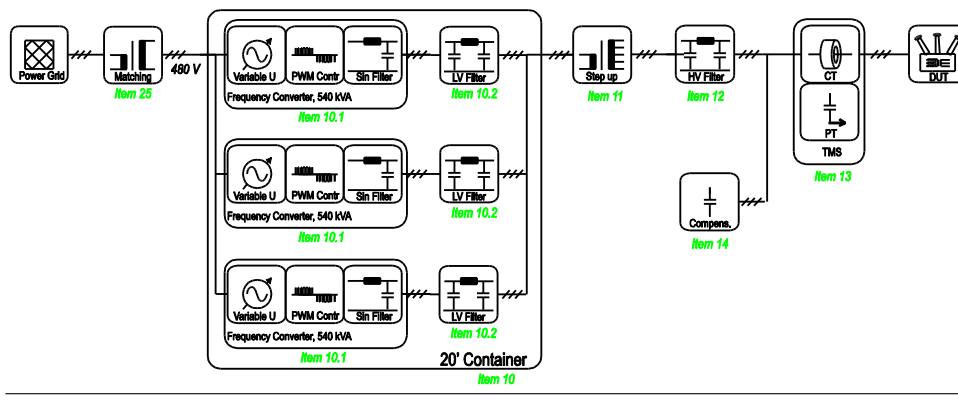 Power Grid
Matching
Item 25
480 V
Variable U
PWM Contr
Sin Filter
Frequency Converter, 540 kVA
Item 10.1
LV Filter
Item 10.2
Variable U
PWM Contr
Sin Filter
Frequency Converter, 540 kVA
Item 10.1
LV Filter
Item 10.2
Variable U
PWM Contr
Sin Filter
Frequency Converter, 540 kVA
Item 10.1
LV Filter
Item 10.2
20' Container
Item 10
Step up
Item 11
HV Filter
Item 12
Compens.
Item 14
CT
PT
TMS
Item 13
DUT